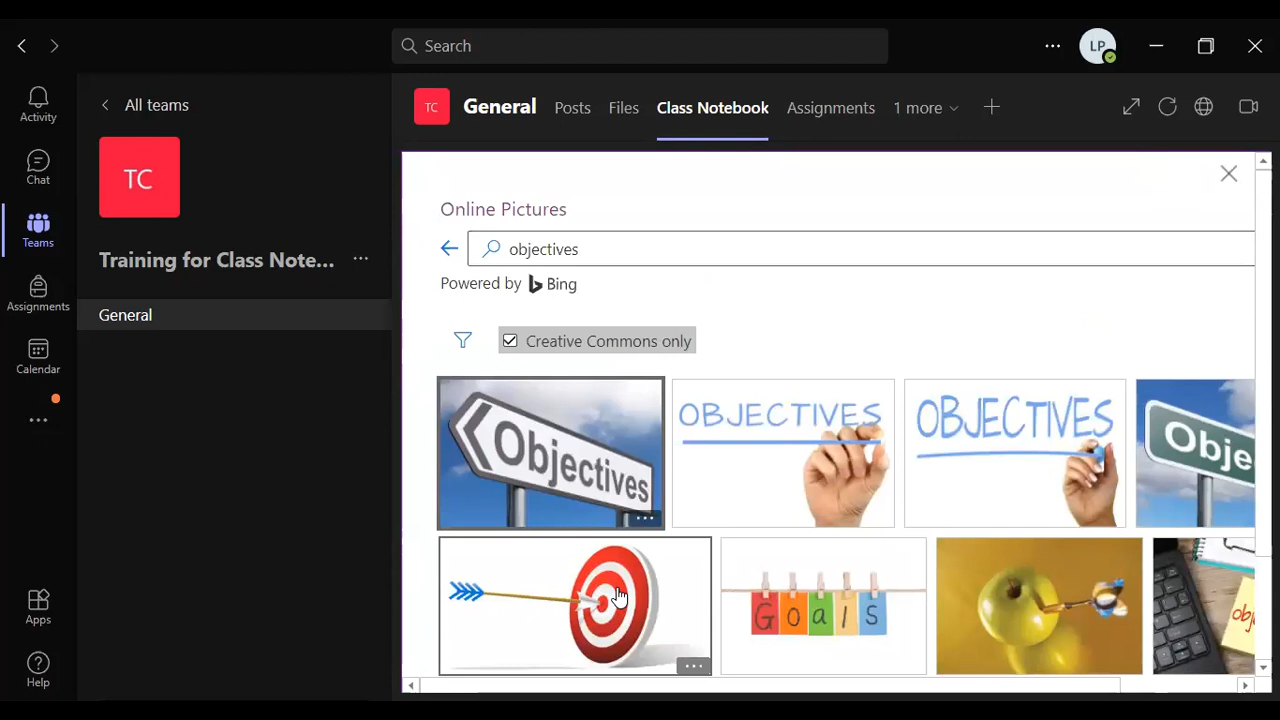 Search
LP
Activity
Chat
Teams
Assignments
Calendar
Apps
Help
All teams
TC
Training for Class Note...
General
TC
General
Posts
Files
Class Notebook
Assignments
1 more
Online Pictures
objectives
Powered by Bing
Creative Commons only
Objectives
OBJECTIVES
OBJECTIVES
Obje
Goals
obj